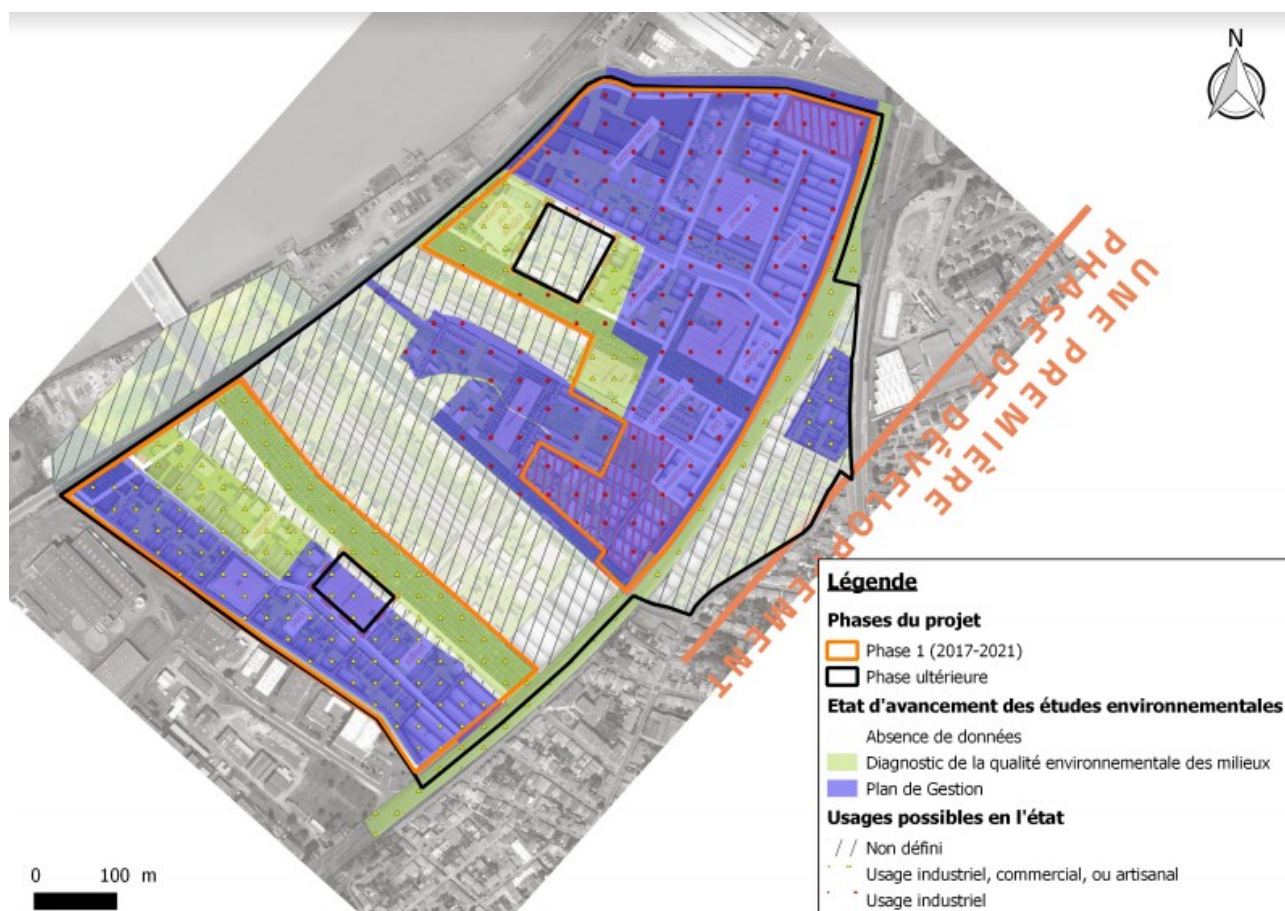 N
UNE PREMIÈRE
PHASE DE DÉVELOPPEMENT
Légende
Phases du projet
Phase 1 (2017-2021)
Phase ultérieure
Etat d'avancement des études environnementales
Absence de données
Diagnostic de la qualité environnementale des milieux
Plan de Gestion
Usages possibles en l'état
Non défini
Usage industriel, commercial, ou artisanal
Usage industriel
0 100 m